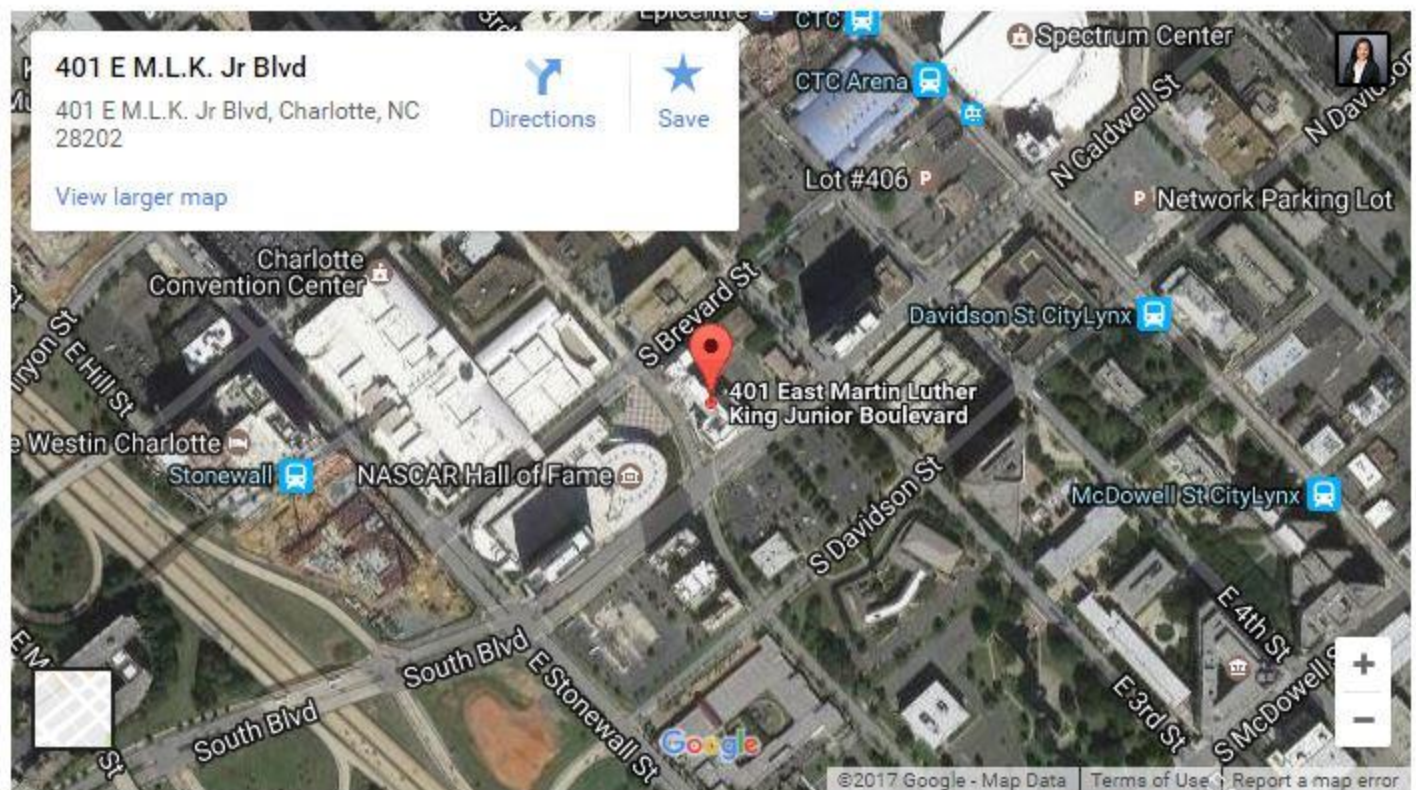 3rd
Epicentre
CTC
Spectrum Center
401 E M.L.K. Jr Blvd
401 E M.L.K. Jr Blvd, Charlotte, NC
28202
Directions
Save
View larger map
CTC Arena
N Caldwell St
Lot #406 P
P Network Parking Lot
Charlotte
Convention Center
S Brevard St
Davidson St CityLynx
E Hill St
401 East Martin Luther
King Junior Boulevard
e Westin Charlotte
Stonewall
NASCAR Hall of Fame
McDowell St CityLynx
S Davidson St
E 4th St
South Blvd
E Stonewall St
South Blvd
E 3rd St
S McDowell S
+
−
St
Google
©2017 Google - Map Data
Terms of Use
Report a map error